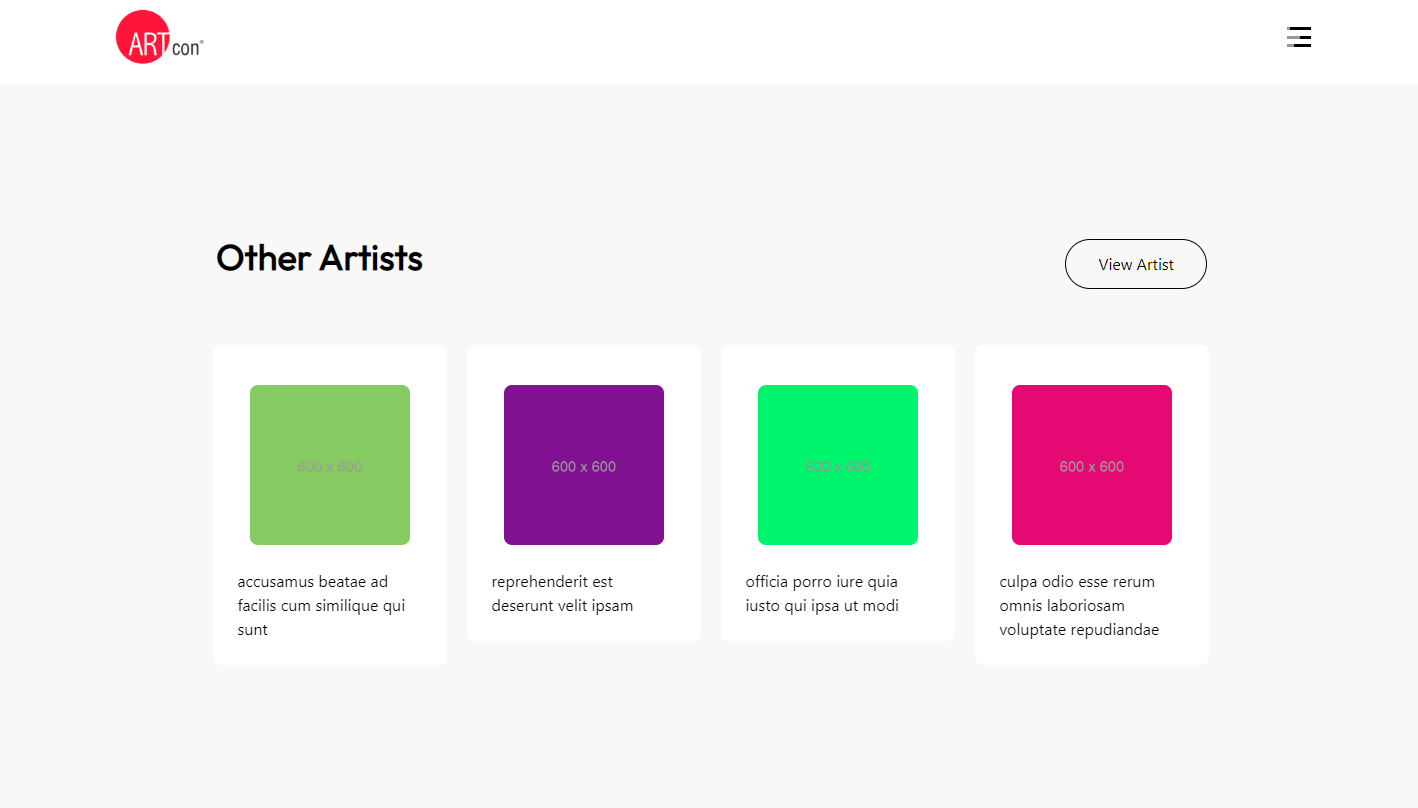 ART con®
Other Artists
View Artist
600 x 600
600 x 600
600 x 600
600 x 600
accusamus beatae ad
facilis cum similique qui
sunt
reprehenderit est
deserunt velit ipsam
officia porro iure quia
iusto qui ipsa ut modi
culpa odio esse rerum
omnis laboriosam
voluptate repudiandae